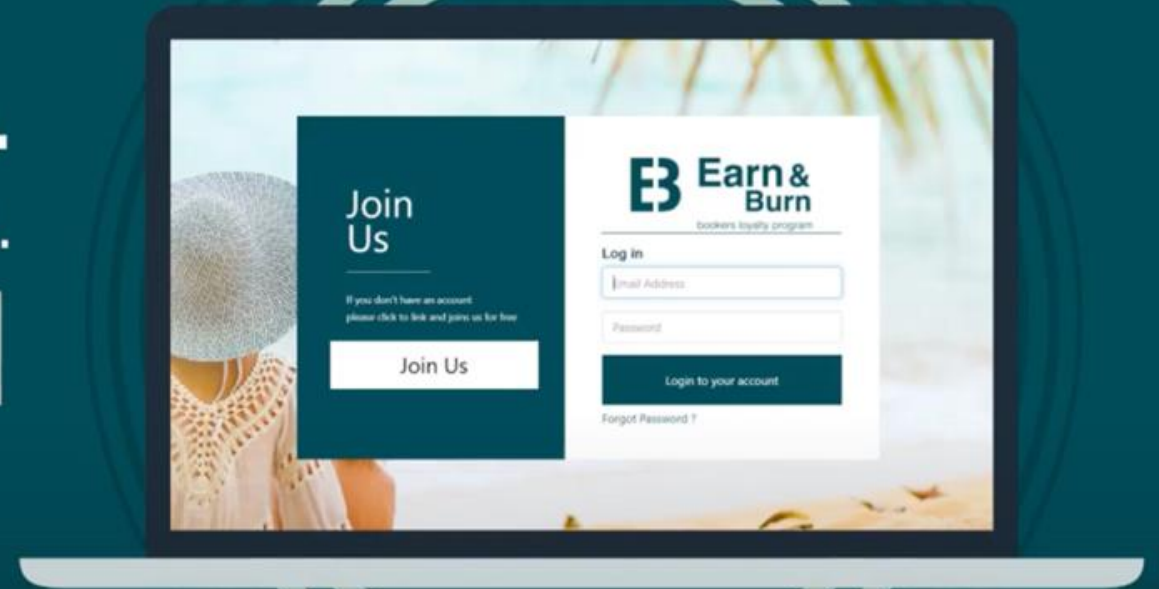 Join
Us
If you don't have an account
please click to link and joins us for free
Join Us
EB Earn &
Burn
bookers loyalty program
Log in
Email Address
Password
Login to your account
Forgot Password ?